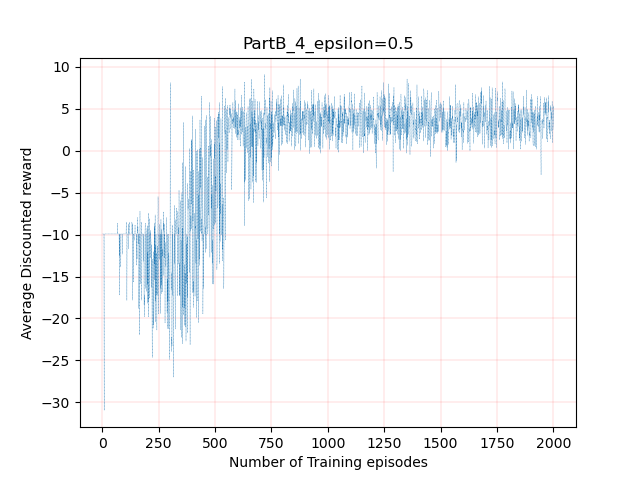 PartB_4_epsilon=0.5
10
5
0
−5
−10
−15
−20
−25
−30
Average Discounted reward
0 250 500 750 1000 1250 1500 1750 2000
Number of Training episodes